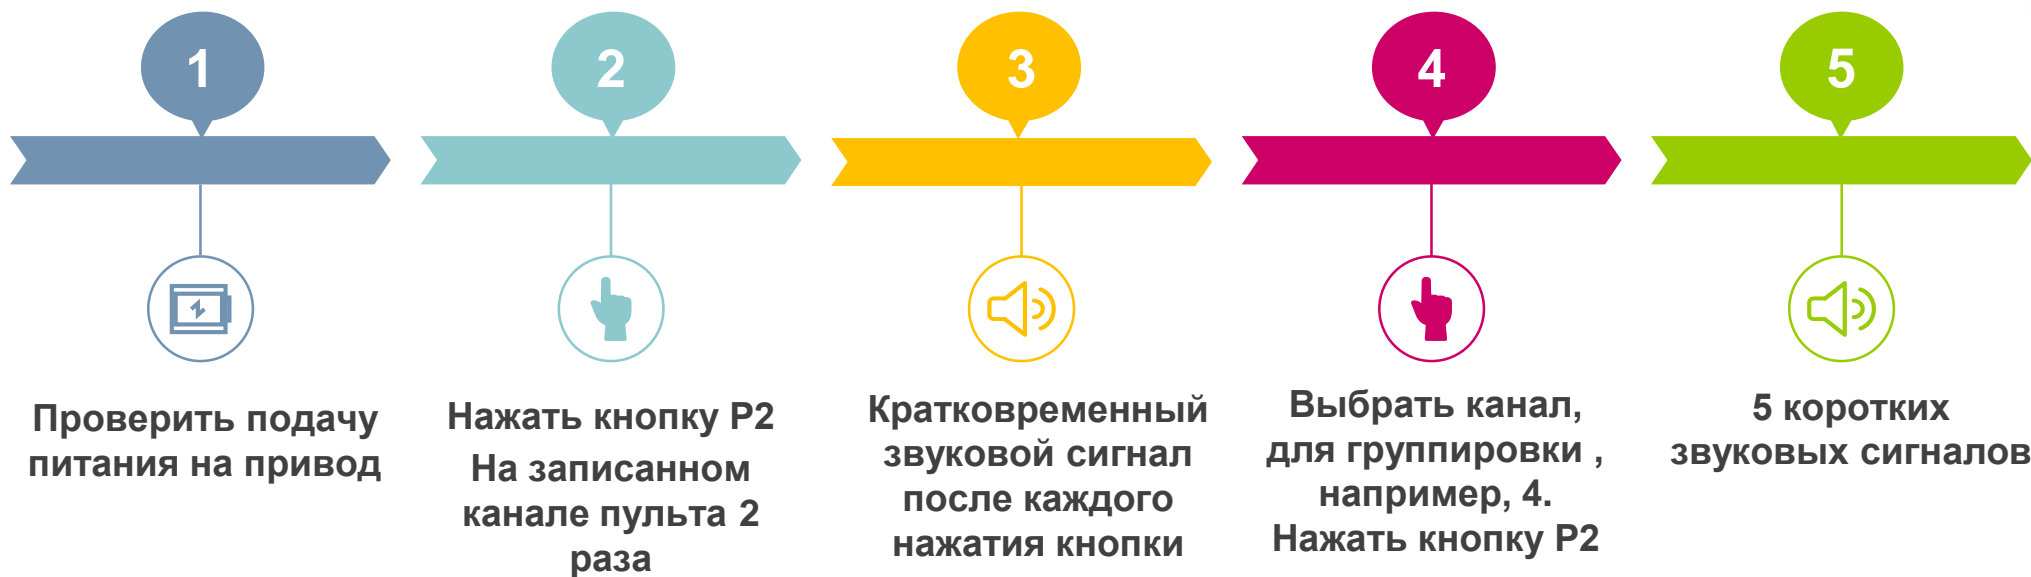 1
Проверить подачу
питания на привод
2
Нажать кнопку P2
На записанном
канале пульта 2
раза
3
Кратковременный
звуковой сигнал
после каждого
нажатия кнопки
4
Выбрать канал,
для группировки ,
например, 4.
Нажать кнопку P2
5
5 коротких
звуковых сигналов